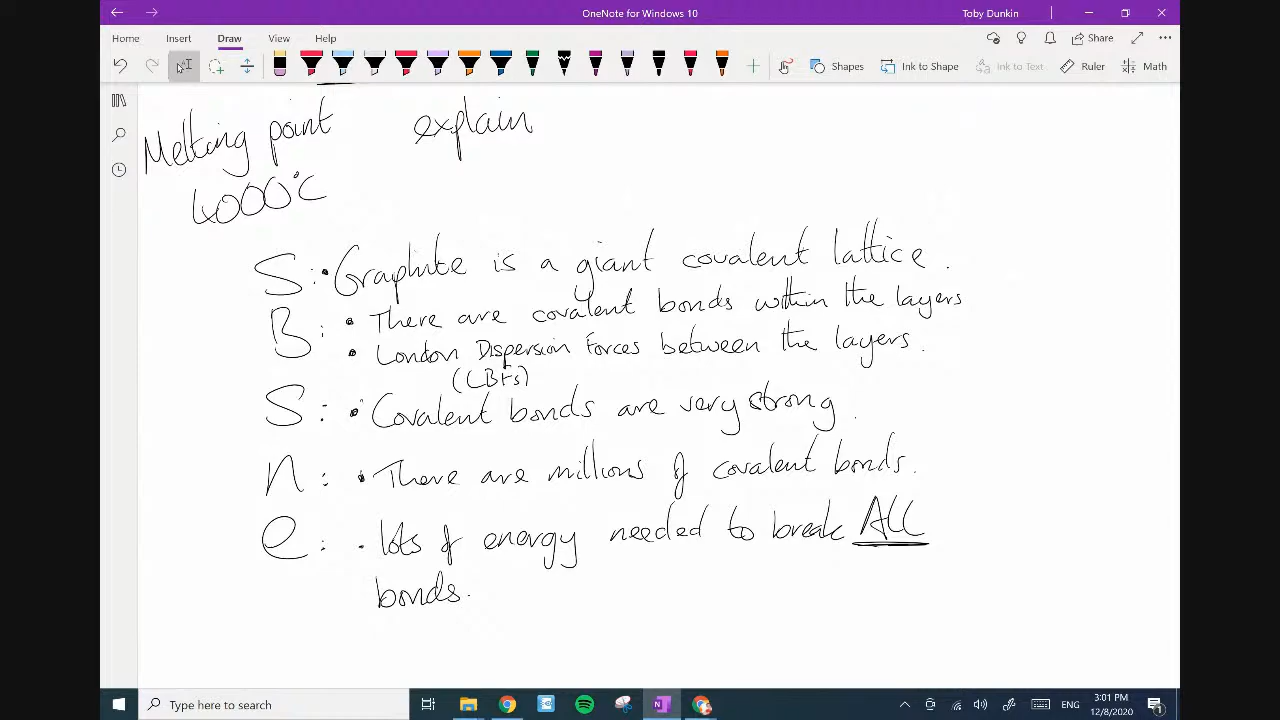 OneNote for Windows 10
Toby Dunkin
Home Insert Draw View Help
Share
Shapes Ink to Shape Ink to Text Ruler Math
Melting point explain
4000°C
S: • Graphite is a giant covalent lattice.
B: • There are covalent bonds within the layers
• London Dispersion Forces between the layers.
(LDFs)
S: • Covalent bonds are very strong.
n: • There are millions of covalent bonds.
e: • lots of energy needed to break ALL
bonds.
Type here to search
ENG
3:01 PM
12/8/2020